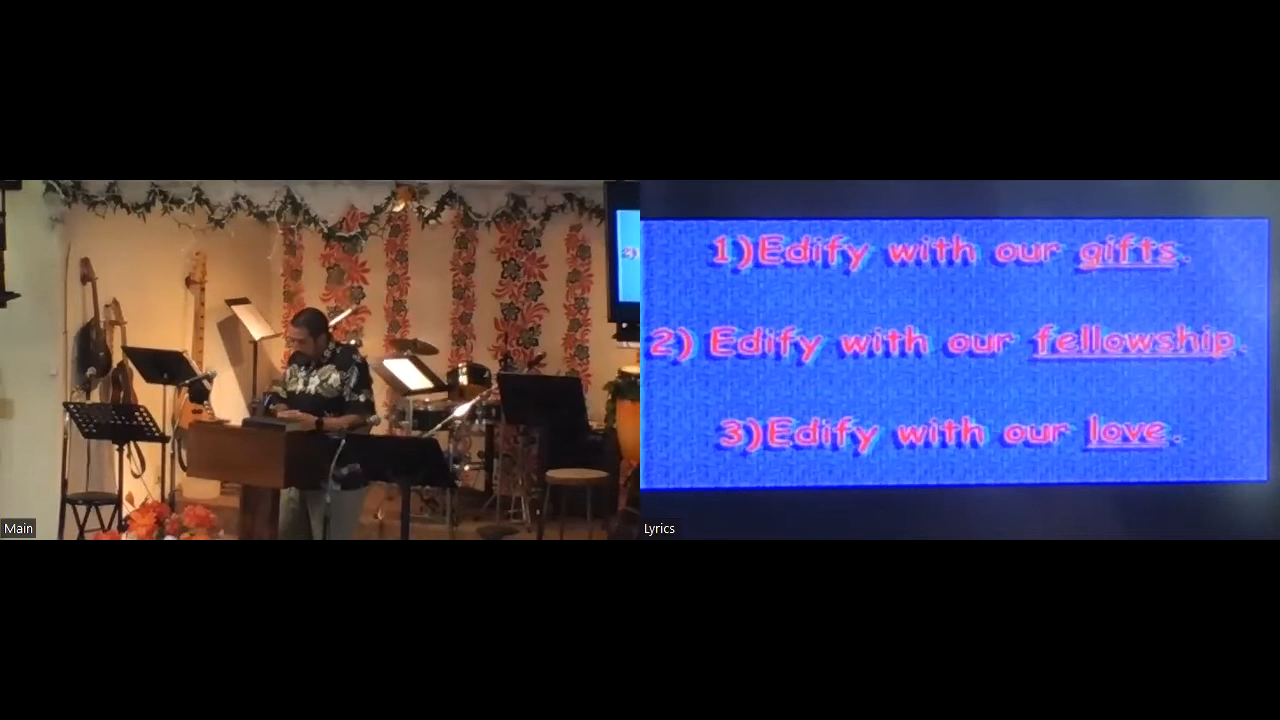 1)Edify with our gifts.
2) Edify with our fellowship.
3)Edify with our love.
Main
Lyrics